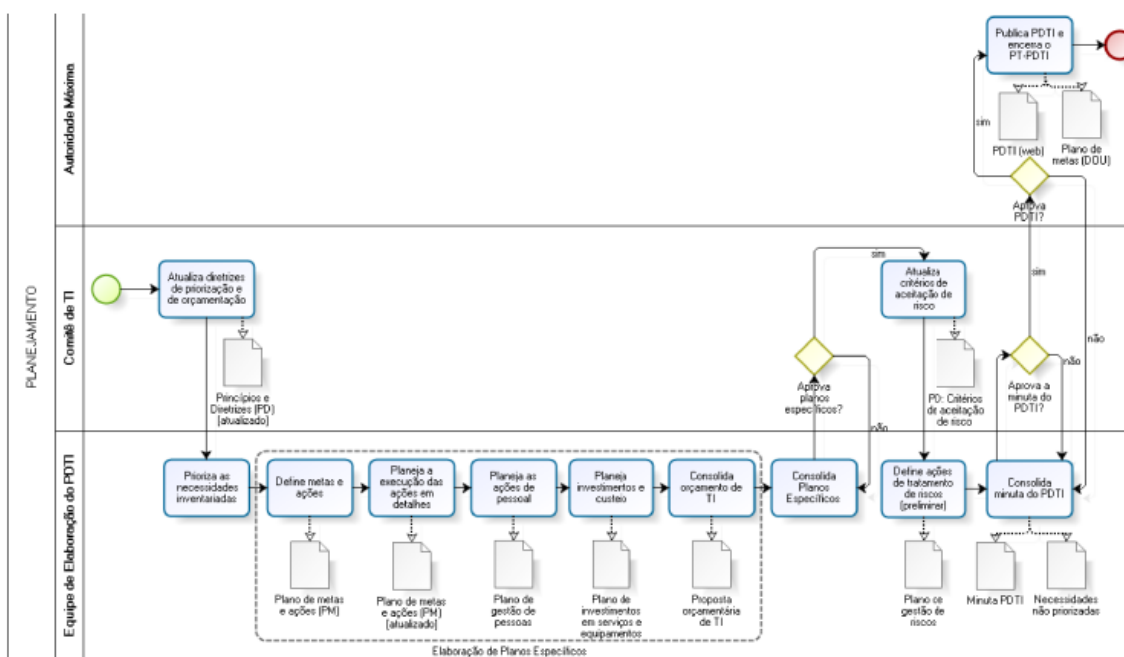 PLANEJAMENTO
Autoridade Máxima
Publica PDTI e
encerra o
PT-PDTI
sim
PDTI (web)
Plano de
metas (DOU)
Aprova
PDTI?
Comitê de TI
Atualiza diretrizes
de priorização e
de orçamentação
Princípios e
Diretrizes (PD)
[atualizado]
sim
Atualiza
critérios de
aceitação de
risco
Aprova
planos
específicos?
não
PD: Critérios
de aceitação
de risco
sim
Aprova a
minuta do
PDTI?
não
não
Equipe de Elaboração do PDTI
Prioriza as
necessidades
inventariadas
Define metas e
ações
Planeja a
execução das
ações em
detalhes
Planeja as
ações de
pessoal
Planeja
investimentos e
custeio
Consolida
orçamento de
TI
Consolida
Planos
Específicos
Define ações
de tratamento
de riscos
(preliminar)
Consolida
minuta do PDTI
Plano de metas
e ações (PM)
Plano de metas
e ações (PM)
[atualizado]
Plano de
gestão de
pessoas
Plano de
investimentos
em serviços e
equipamentos
Proposta
orçamentária
de TI
Plano de
gestão de
riscos
Minuta PDTI
Necessidades
não priorizadas
Elaboração de Planos Específicos